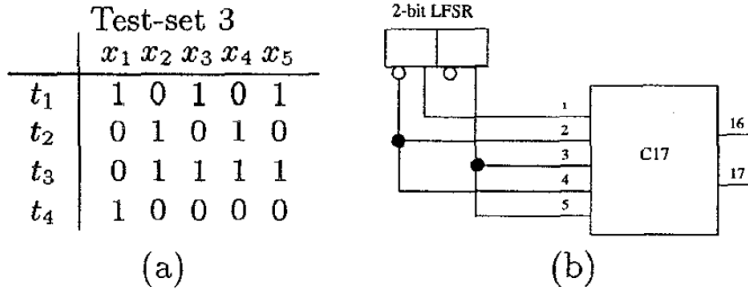 Test-set 3
x₁ x₂ x₃ x₄ x₅
t₁ 1 0 1 0 1
t₂ 0 1 0 1 0
t₃ 0 1 1 1 1
t₄ 1 0 0 0 0
(a)
2-bit LFSR
1
2
3
4
5
C17
16
17
(b)